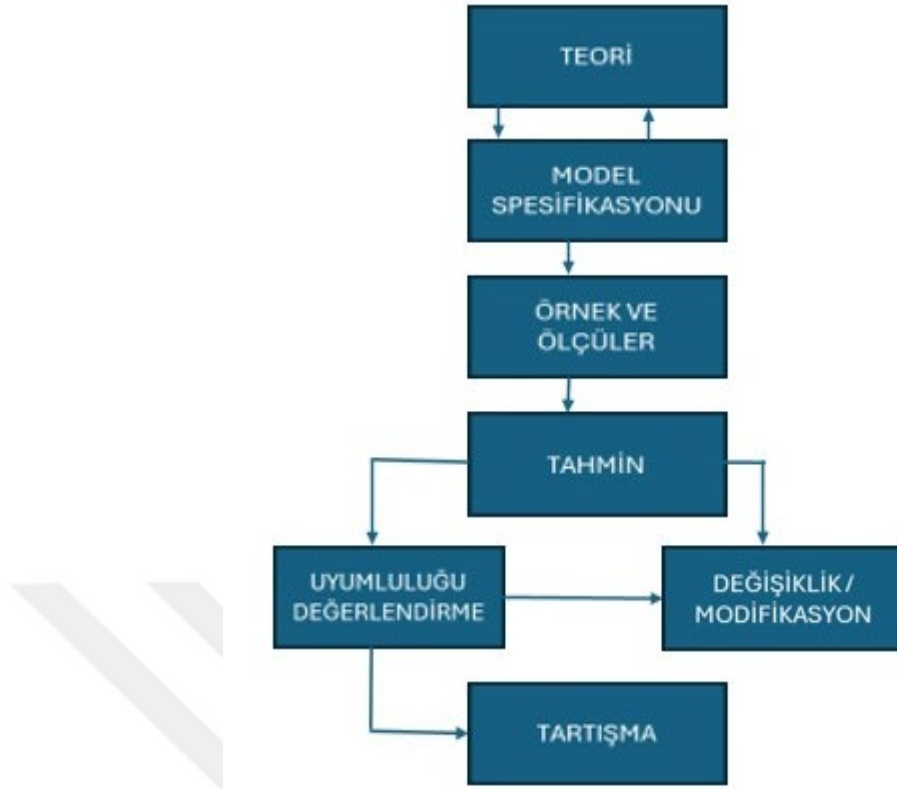 TEORİ
MODEL
SPESİFİKASYONU
ÖRNEK VE
ÖLÇÜLER
TAHMİN
UYUMLULUĞU
DEĞERLENDİRME
DEĞİŞİKLİK /
MODİFİKASYON
TARTIŞMA